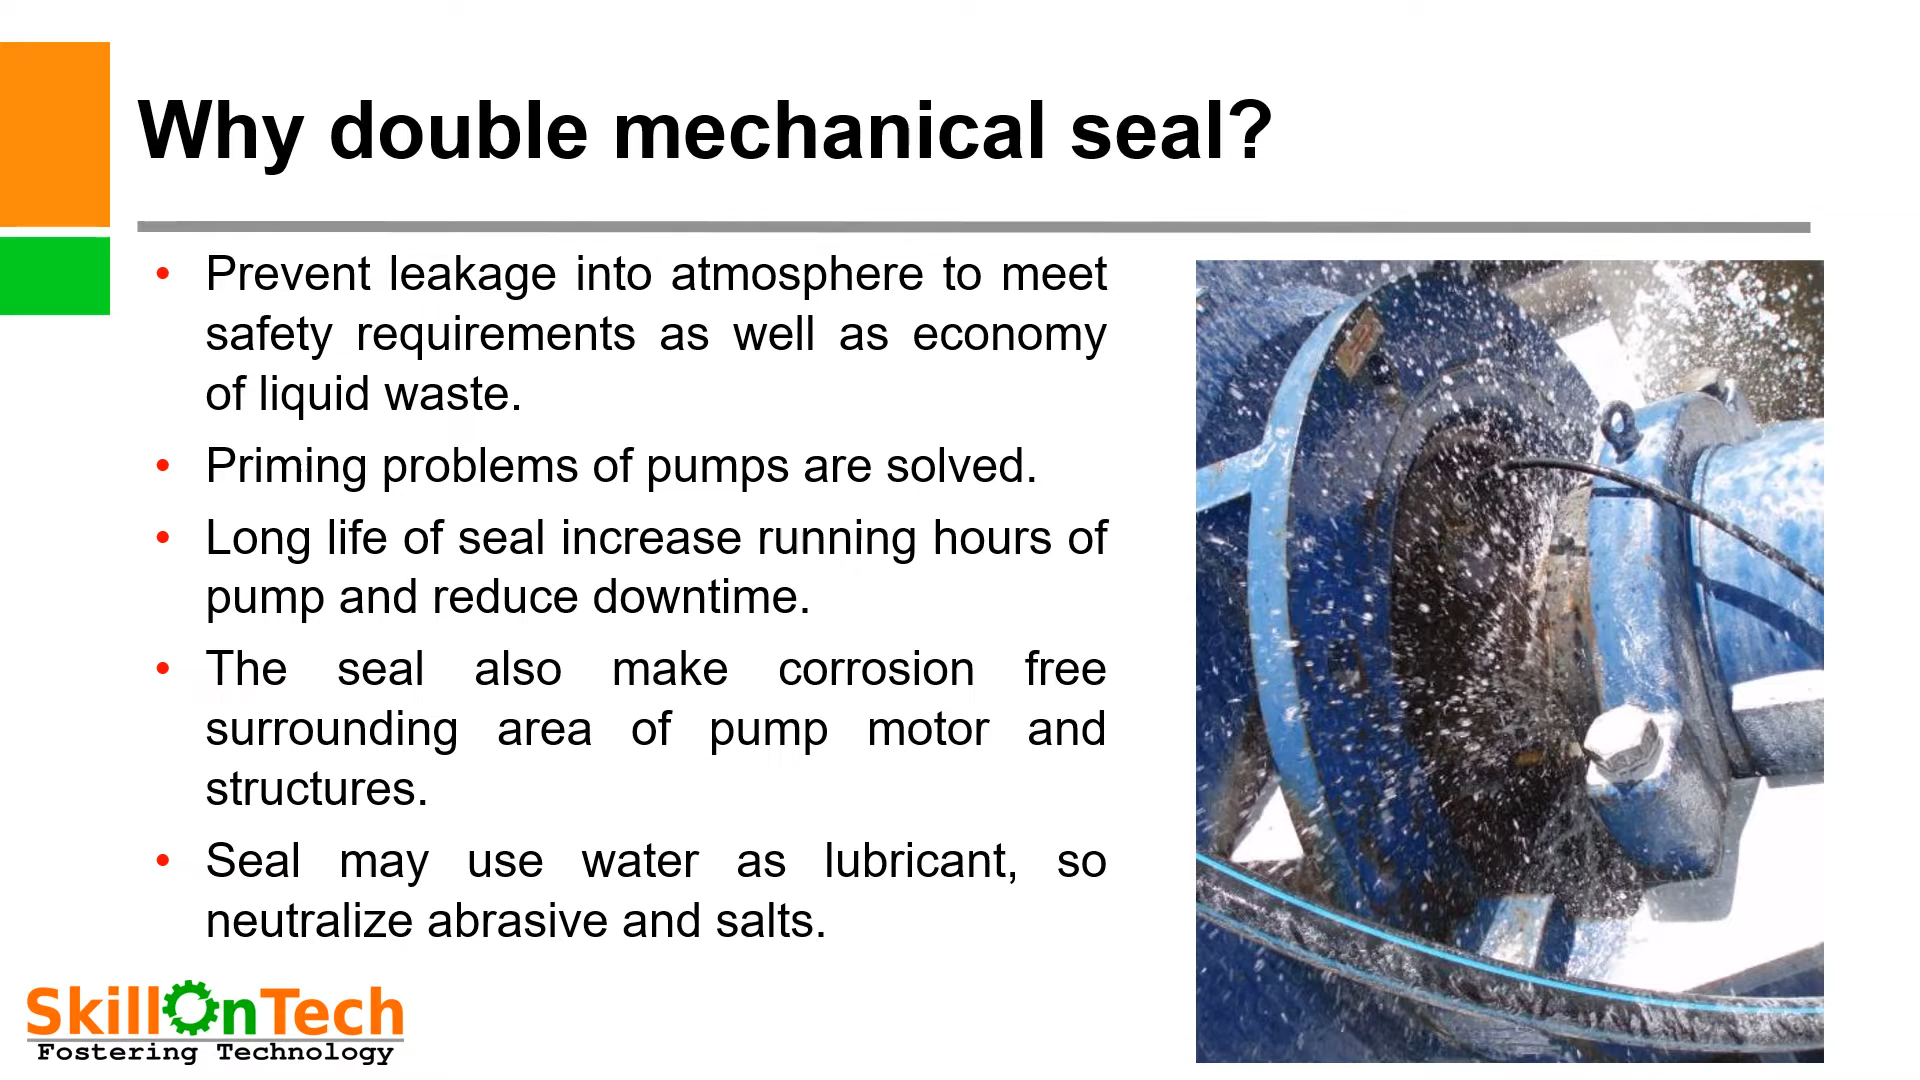 Why double mechanical seal?
• Prevent leakage into atmosphere to meet
safety requirements as well as economy
of liquid waste.
• Priming problems of pumps are solved.
• Long life of seal increase running hours of
pump and reduce downtime.
• The seal also make corrosion free
surrounding area of pump motor and
structures.
• Seal may use water as lubricant, so
neutralize abrasive and salts.
SkillOnTech
Fostering Technology